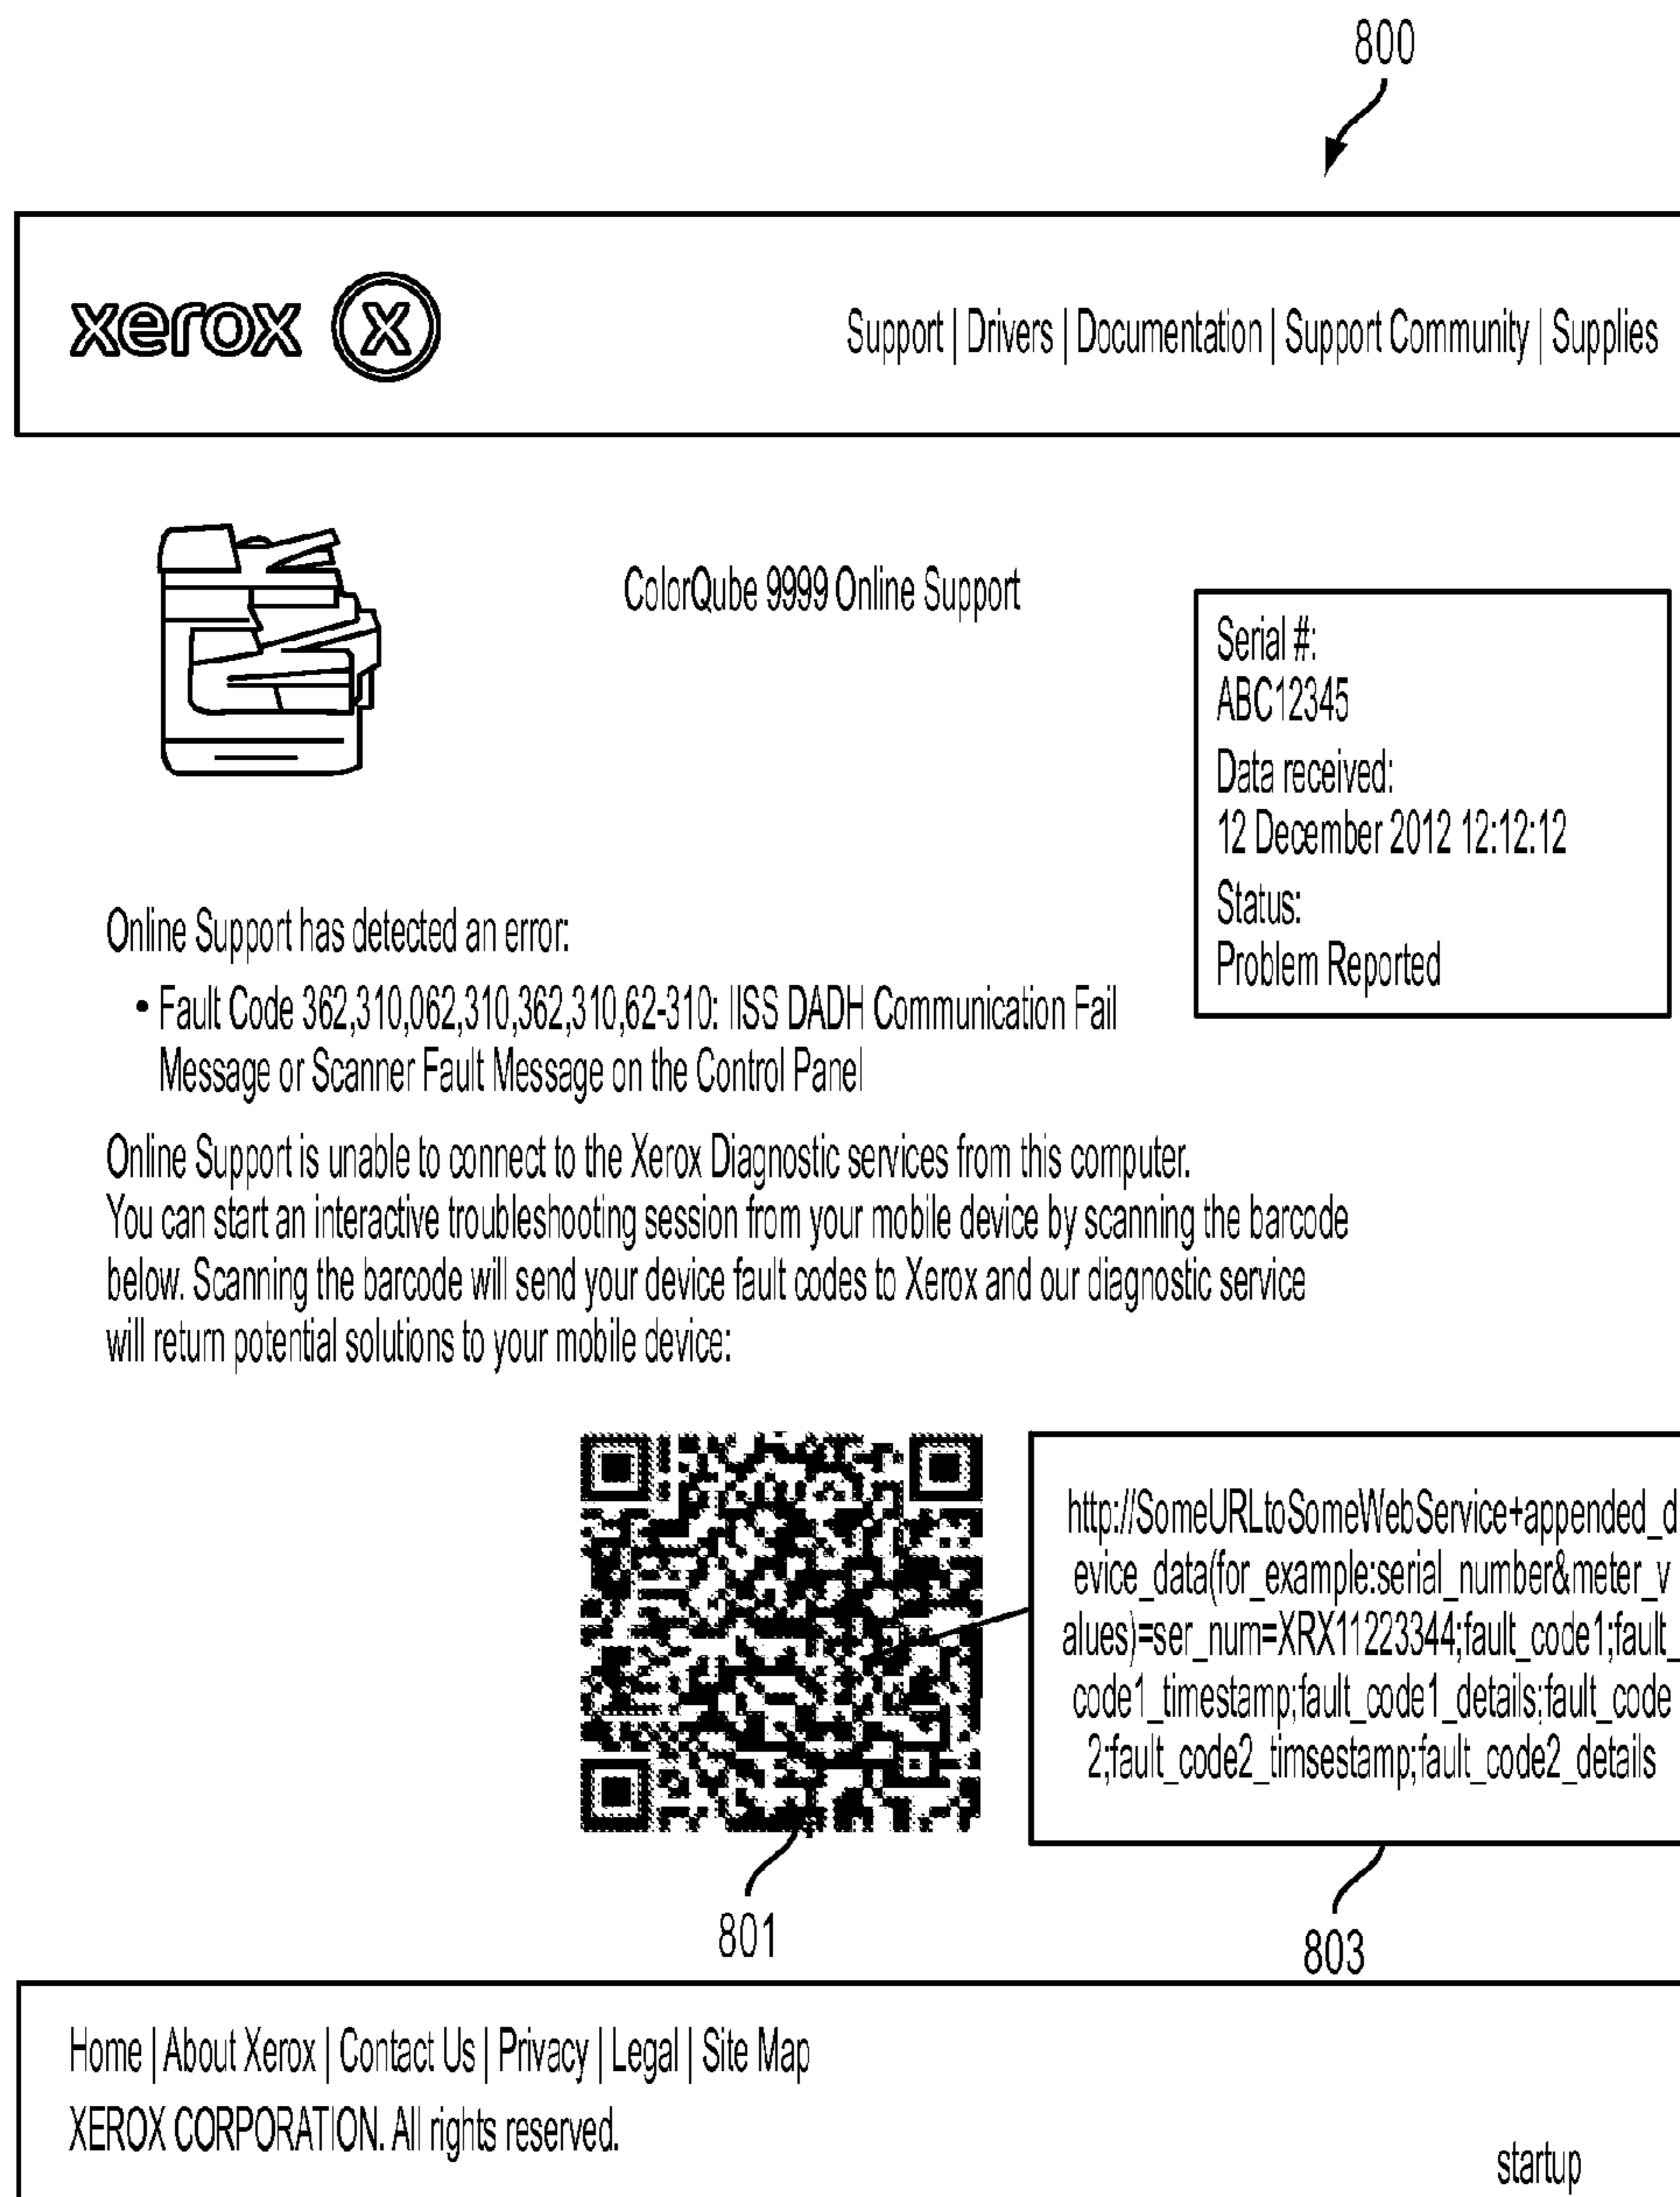 800
xerox X
Support | Drivers | Documentation | Support Community | Supplies
ColorQube 9999 Online Support
Serial #:
ABC12345
Data received:
12 December 2012 12:12:12
Status:
Problem Reported
Online Support has detected an error:
• Fault Code 362,310,062,310,362,310,62-310: IISS DADH Communication Fail
Message or Scanner Fault Message on the Control Panel
Online Support is unable to connect to the Xerox Diagnostic services from this computer.
You can start an interactive troubleshooting session from your mobile device by scanning the barcode
below. Scanning the barcode will send your device fault codes to Xerox and our diagnostic service
will return potential solutions to your mobile device:
http://SomeURLtoSomeWebService+appended_d
evice_data(for_example:serial_number&meter_v
alues)=ser_num=XRX11223344;fault_code1;fault_
code1_timestamp;fault_code1_details;fault_code
2;fault_code2_timsestamp;fault_code2_details
801
803
Home | About Xerox | Contact Us | Privacy | Legal | Site Map
XEROX CORPORATION. All rights reserved.
startup